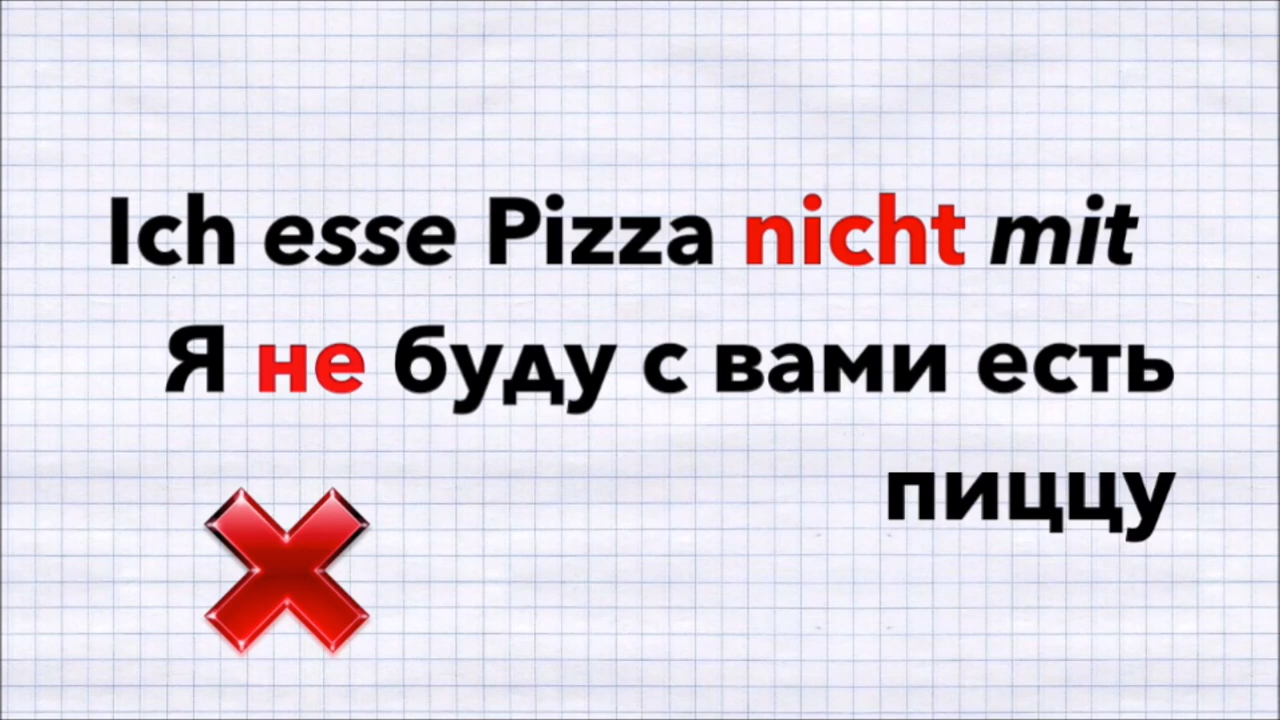 Ich esse Pizza nicht mit
Я не буду с вами есть
пиццу